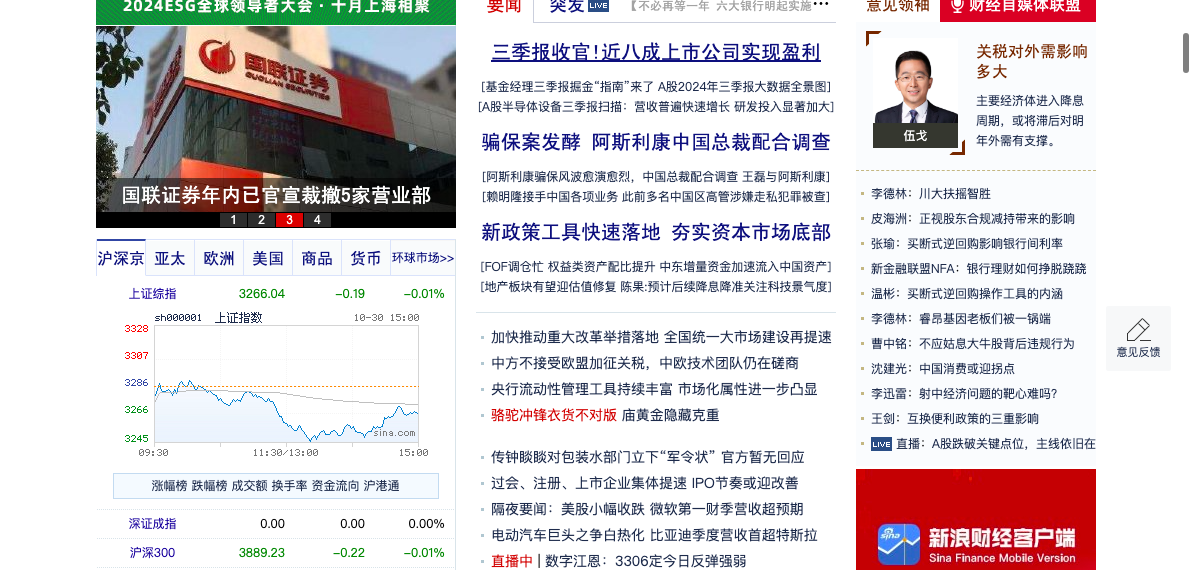 2024ESG全球领导者大会·十月上海相聚
国联证券
GUOLIAN SECURITIES
国联证券年内已官宣裁撤5家营业部
1 2 3 4
沪深京 亚太 欧洲 美国 商品 货币 环球市场>>
上证综指 3266.04 -0.19 -0.01%
sh000001 上证指数 10-30 15:00
3328
3307
3286
3266
3245
sina.com
09:30 11:30/13:00 15:00
涨幅榜 跌幅榜 成交额 换手率 资金流向 沪港通
深证成指 0.00 0.00 0.00%
沪深300 3889.23 -0.22 -0.01%
要闻 突发 LIVE 【不必再等一年 六大银行明起实施 ···
三季报收官!近八成上市公司实现盈利
[基金经理三季报掘金“指南”来了 A股2024年三季报大数据全景图]
[A股半导体设备三季报扫描：营收普遍快速增长 研发投入显著加大]
骗保案发酵 阿斯利康中国总裁配合调查
[阿斯利康骗保风波愈演愈烈，中国总裁配合调查 王磊与阿斯利康]
[赖明隆接手中国各项业务 此前多名中国区高管涉嫌走私犯罪被查]
新政策工具快速落地 夯实资本市场底部
[FOF调仓忙 权益类资产配比提升 中东增量资金加速流入中国资产]
[地产板块有望迎估值修复 陈果:预计后续降息降准关注科技景气度]
加快推动重大改革举措落地 全国统一大市场建设再提速
中方不接受欧盟加征关税，中欧技术团队仍在磋商
央行流动性管理工具持续丰富 市场化属性进一步凸显
骆驼冲锋衣货不对版 庙黄金隐藏克重
传钟睒睒对包装水部门立下“军令状” 官方暂无回应
过会、注册、上市企业集体提速 IPO节奏或迎改善
隔夜要闻：美股小幅收跌 微软第一财季营收超预期
电动汽车巨头之争白热化 比亚迪季度营收首超特斯拉
直播中 | 数字江恩：3306定今日反弹强弱
意见领袖 财经自媒体联盟
伍戈
关税对外需影响
多大
主要经济体进入降息
周期，或将滞后对明
年外需有支撑。
李德林：川大扶摇智胜
皮海洲：正视股东合规减持带来的影响
张瑜：买断式逆回购影响银行间利率
新金融联盟NFA：银行理财如何挣脱跷跷
温彬：买断式逆回购操作工具的内涵
李德林：睿昂基因老板们被一锅端
曹中铭：不应姑息大牛股背后违规行为
沈建光：中国消费或迎拐点
李迅雷：射中经济问题的靶心难吗?
王剑：互换便利政策的三重影响
LIVE 直播：A股跌破关键点位，主线依旧在
sina
新浪财经客户端
Sina Finance Mobile Version
意见反馈